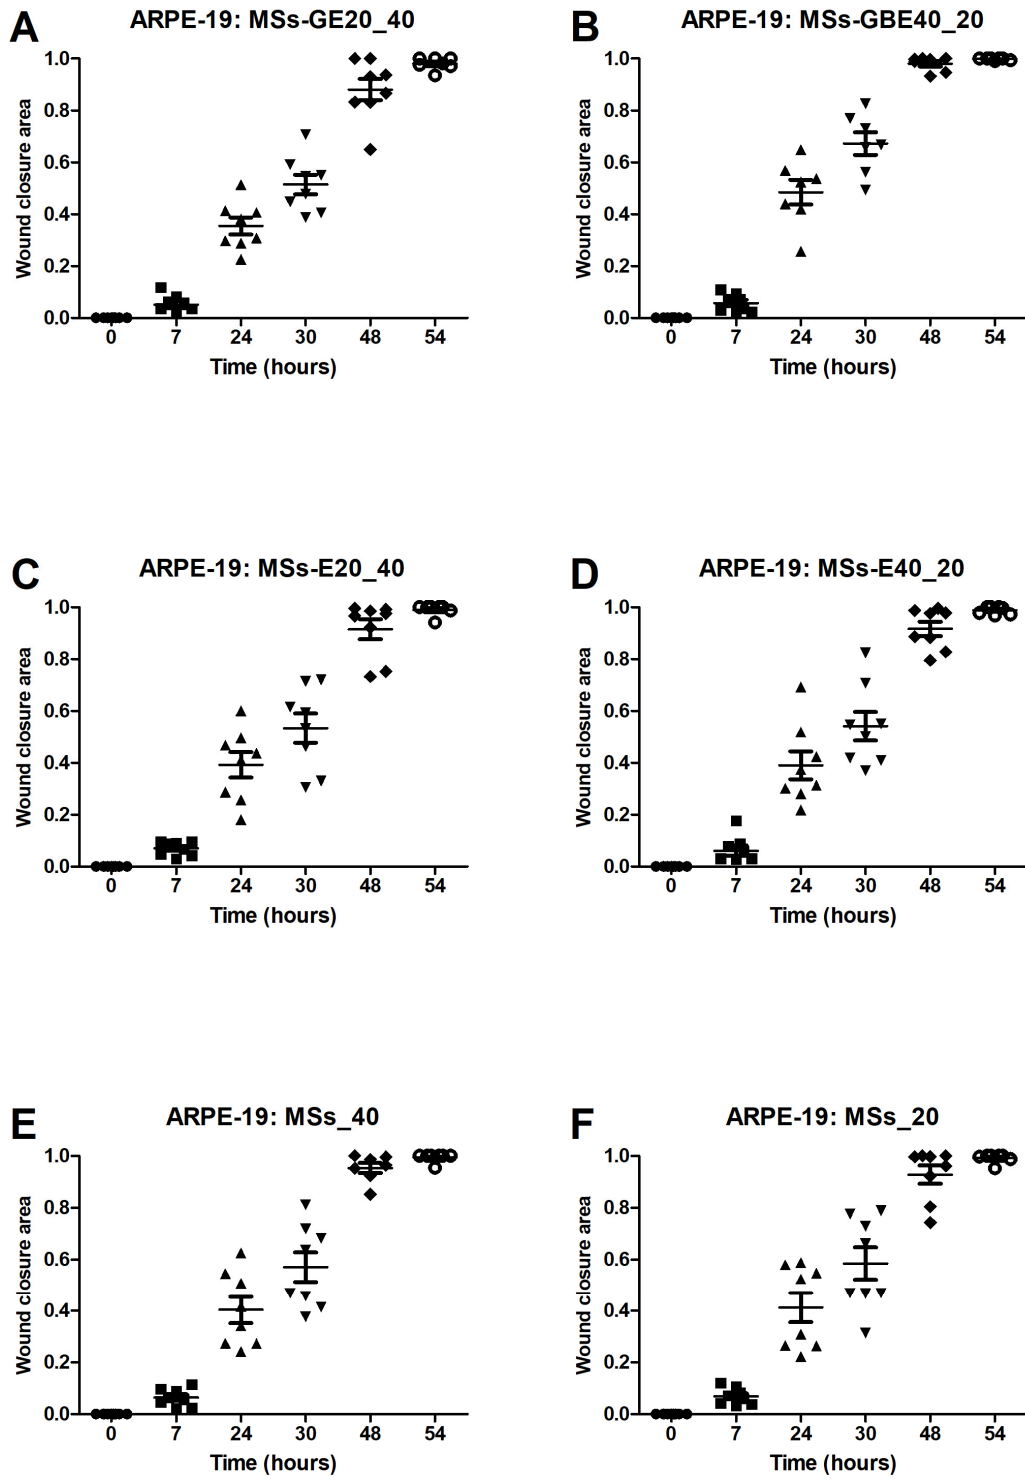 A
ARPE-19: MSs-GE20_40
Wound closure area
1.0
0.8
0.6
0.4
0.2
0.0
0 7 24 30 48 54
Time (hours)
B
ARPE-19: MSs-GBE40_20
Wound closure area
1.0
0.8
0.6
0.4
0.2
0.0
0 7 24 30 48 54
Time (hours)
C
ARPE-19: MSs-E20_40
Wound closure area
1.0
0.8
0.6
0.4
0.2
0.0
0 7 24 30 48 54
Time (hours)
D
ARPE-19: MSs-E40_20
Wound closure area
1.0
0.8
0.6
0.4
0.2
0.0
0 7 24 30 48 54
Time (hours)
E
ARPE-19: MSs_40
Wound closure area
1.0
0.8
0.6
0.4
0.2
0.0
0 7 24 30 48 54
Time (hours)
F
ARPE-19: MSs_20
Wound closure area
1.0
0.8
0.6
0.4
0.2
0.0
0 7 24 30 48 54
Time (hours)